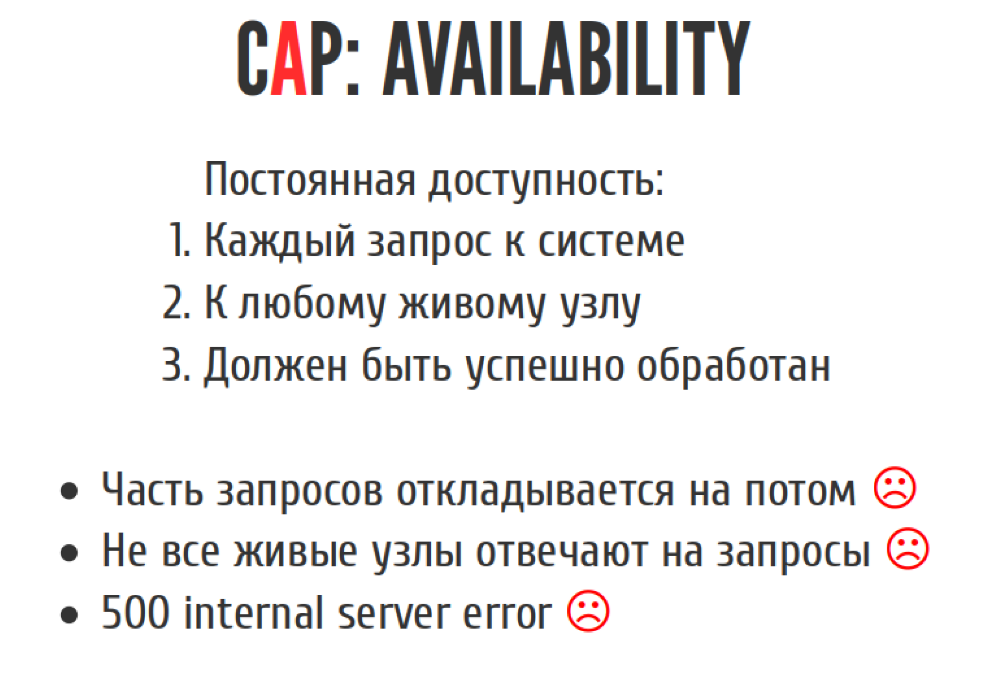 CAP: AVAILABILITY
Постоянная доступность:
1. Каждый запрос к системе
2. К любому живому узлу
3. Должен быть успешно обработан
• Часть запросов откладывается на потом ☹
• Не все живые узлы отвечают на запросы ☹
• 500 internal server error ☹